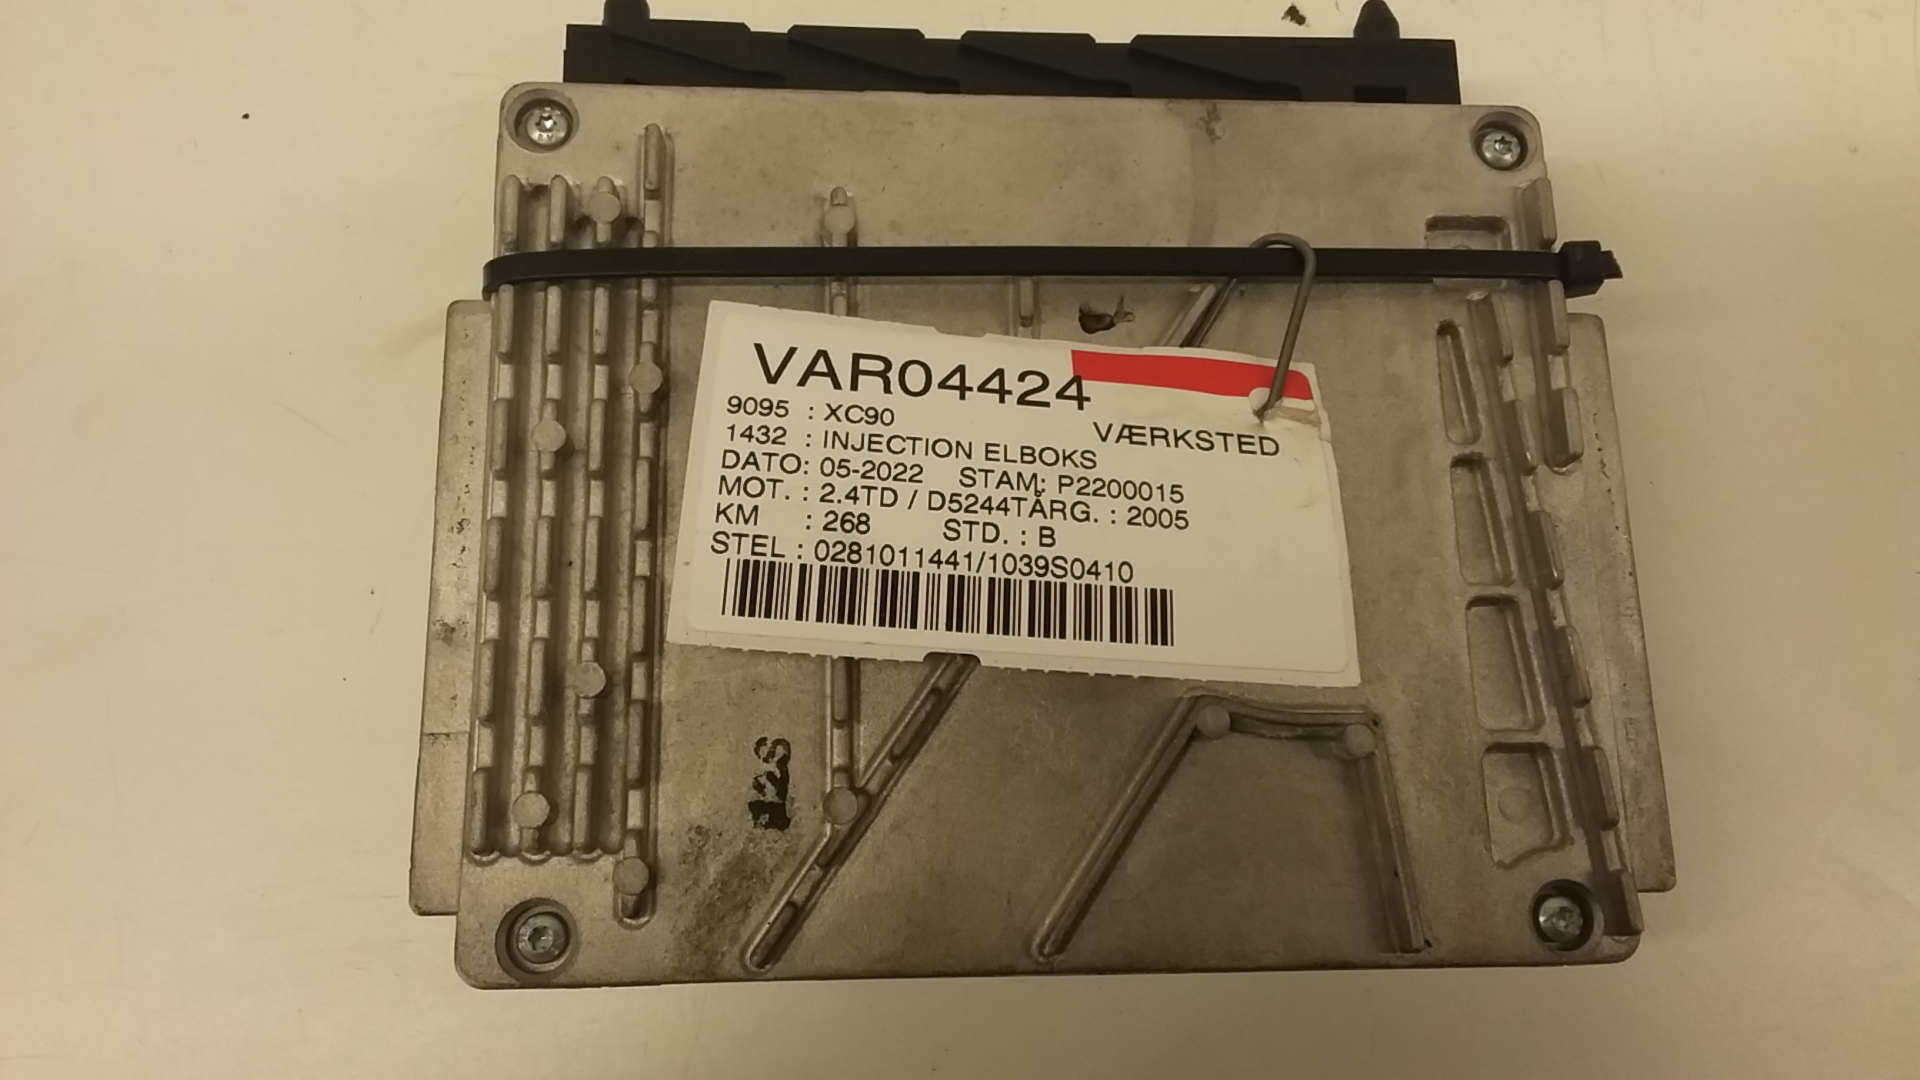 VAR04424
9095 : XC90
VÆRKSTED
1432 : INJECTION ELBOKS
DATO: 05-2022 STAM: P2200015
MOT. : 2.4TD / D5244TÅRG. : 2005
KM : 268 STD. : B
STEL : 0281011441/1039S0410
123